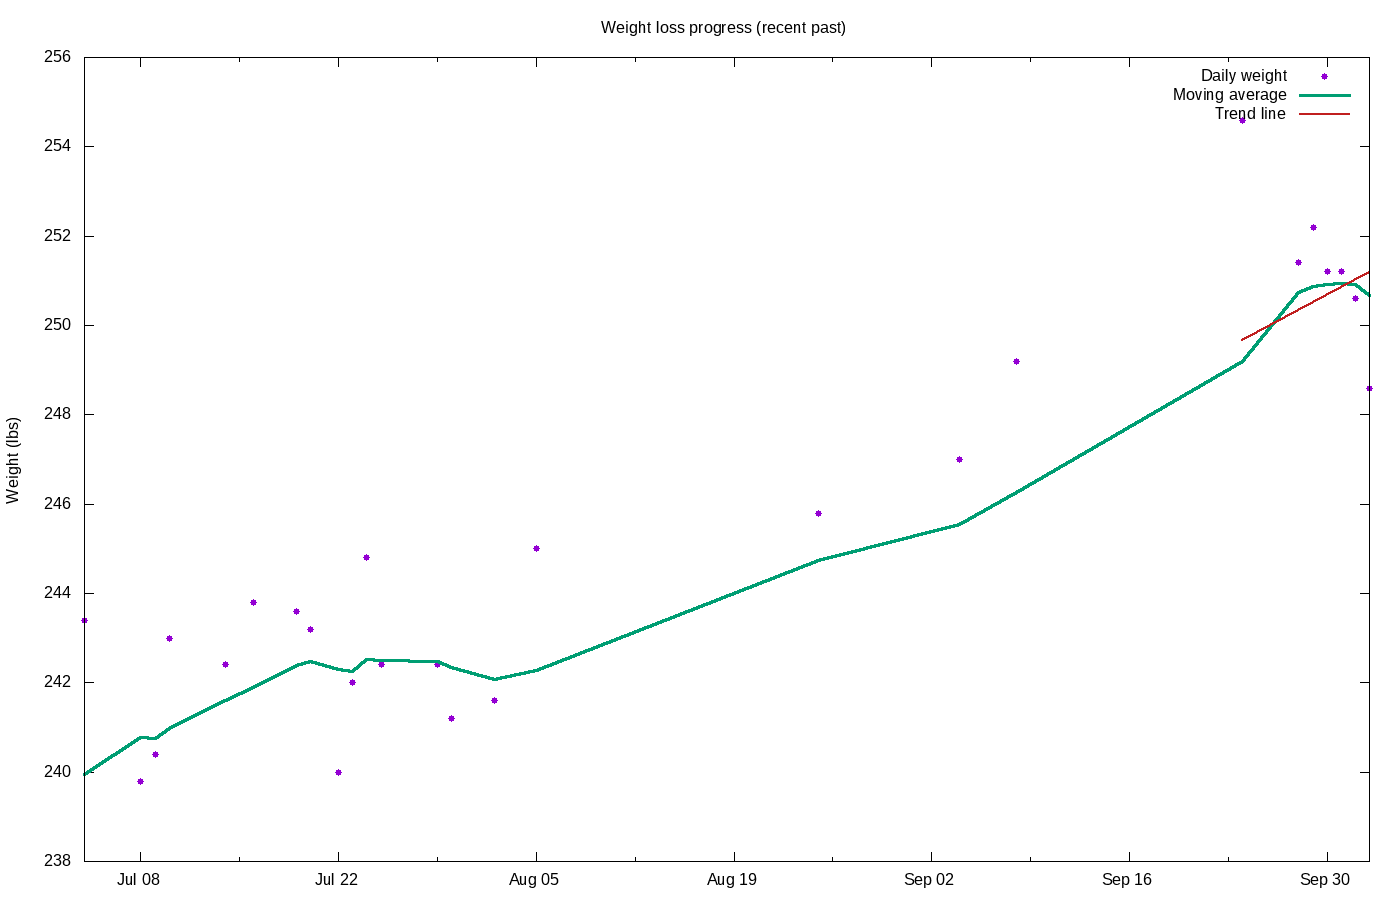 Weight loss progress (recent past)
256
254
252
250
248
246
244
242
240
238
Weight (lbs)
Daily weight
Moving average
Trend line
Jul 08
Jul 22
Aug 05
Aug 19
Sep 02
Sep 16
Sep 30